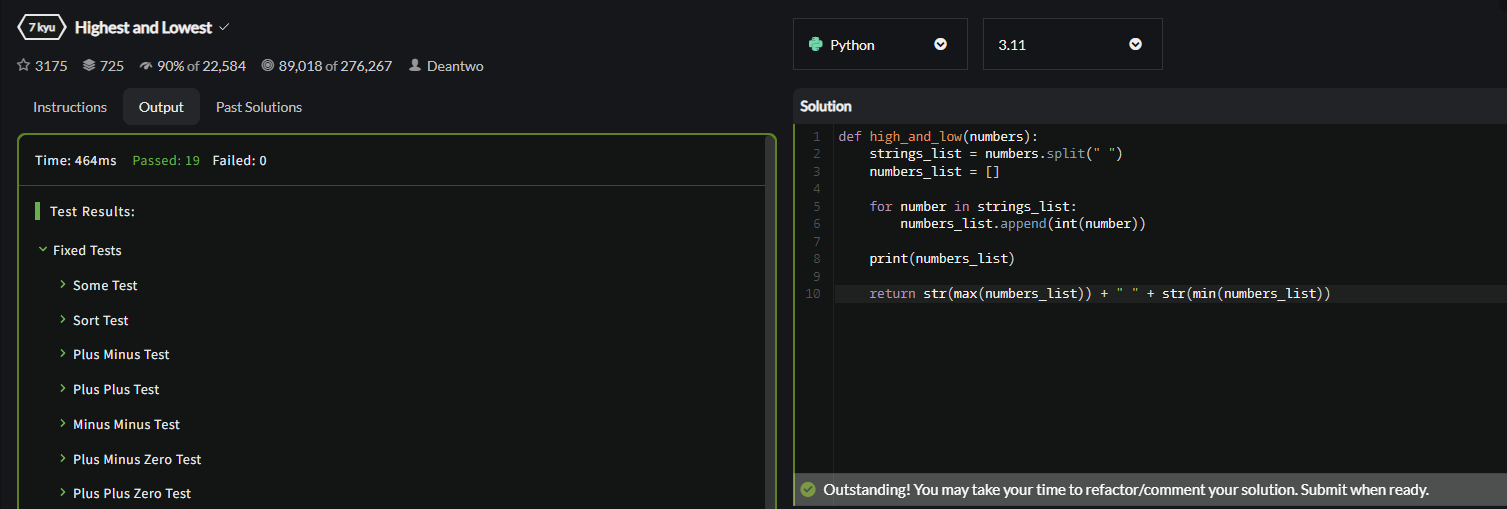 7 kyu Highest and Lowest
3175 725 90% of 22,584 89,018 of 276,267 Deantwo
Instructions Output Past Solutions
Time: 464ms Passed: 19 Failed: 0
Test Results:
Fixed Tests
Some Test
Sort Test
Plus Minus Test
Plus Plus Test
Minus Minus Test
Plus Minus Zero Test
Plus Plus Zero Test
Python 3.11
Solution
1 def high_and_low(numbers):
2     strings_list = numbers.split(" ")
3     numbers_list = []
4
5     for number in strings_list:
6         numbers_list.append(int(number))
7
8     print(numbers_list)
9
10     return str(max(numbers_list)) + " " + str(min(numbers_list))
Outstanding! You may take your time to refactor/comment your solution. Submit when ready.